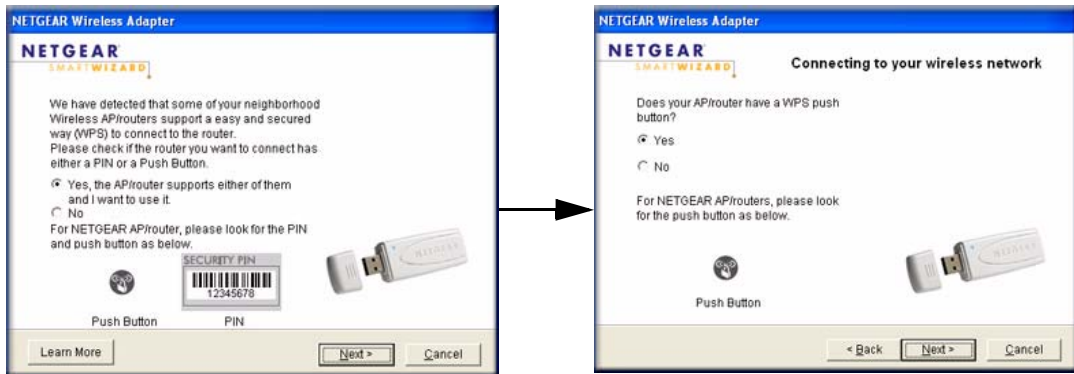 NETGEAR Wireless Adapter
NETGEAR
SMARTWIZARD
We have detected that some of your neighborhood
Wireless AP/routers support a easy and secured
way (WPS) to connect to the router.
Please check if the router you want to connect has
either a PIN or a Push Button.
Yes, the AP/router supports either of them
and I want to use it.
No
For NETGEAR AP/router, please look for the PIN
and push button as below.
SECURITY PIN
12345678
NETGEAR
Push Button
PIN
Learn More
Next >
Cancel
NETGEAR Wireless Adapter
NETGEAR
SMARTWIZARD
Connecting to your wireless network
Does your AP/router have a WPS push
button?
Yes
No
For NETGEAR AP/routers, please look
for the push button as below.
NETGEAR
Push Button
< Back
Next >
Cancel